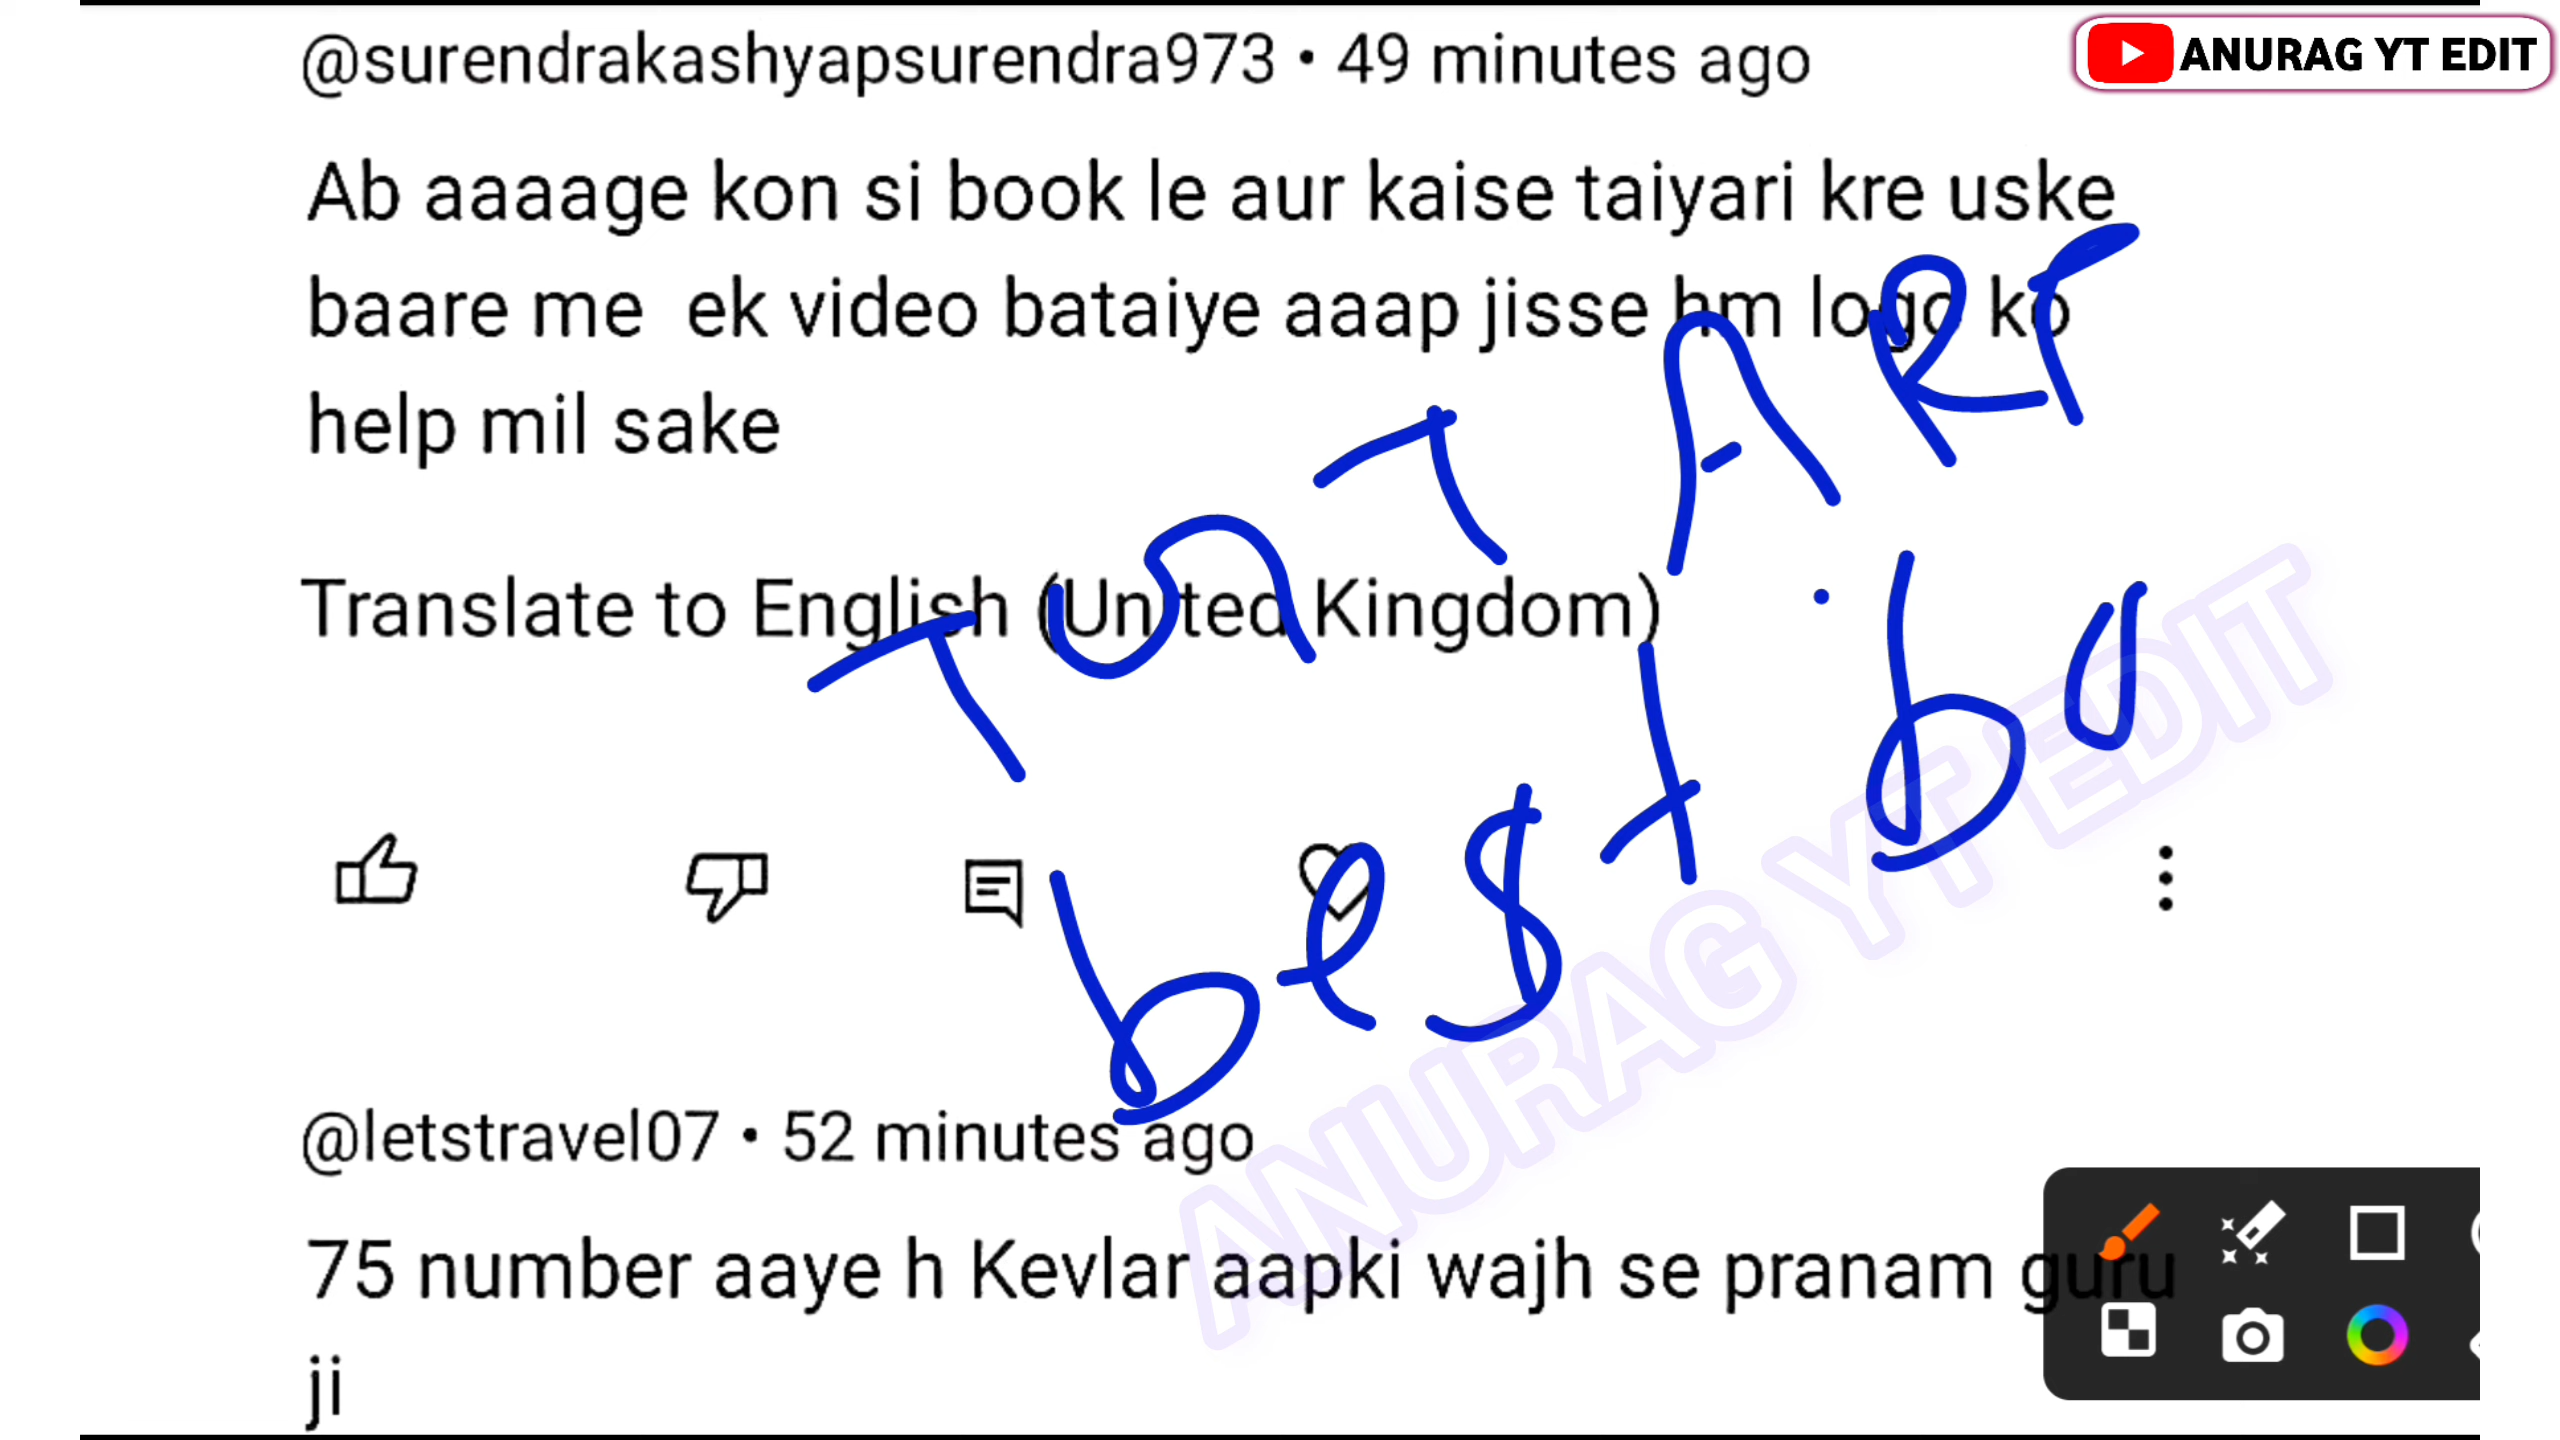 @surendrakashyapsurendra973 • 49 minutes ago
ANURAG YT EDIT
Ab aaaage kon si book le aur kaise taiyari kre uske
baare me ek video bataiye aaap jisse hm logo ko
help mil sake
Translate to English (United Kingdom)
best bo
@letstravel07 • 52 minutes ago
75 number aaye h Kevlar aapki wajh se pranam guru
ji
ANURAG YT EDIT